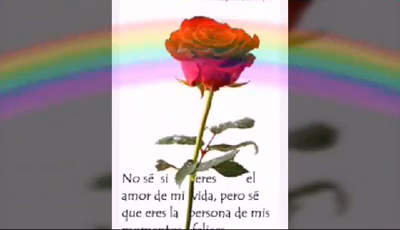 No sé si eres el
amor de mi vida, pero sé
que eres la persona de mis